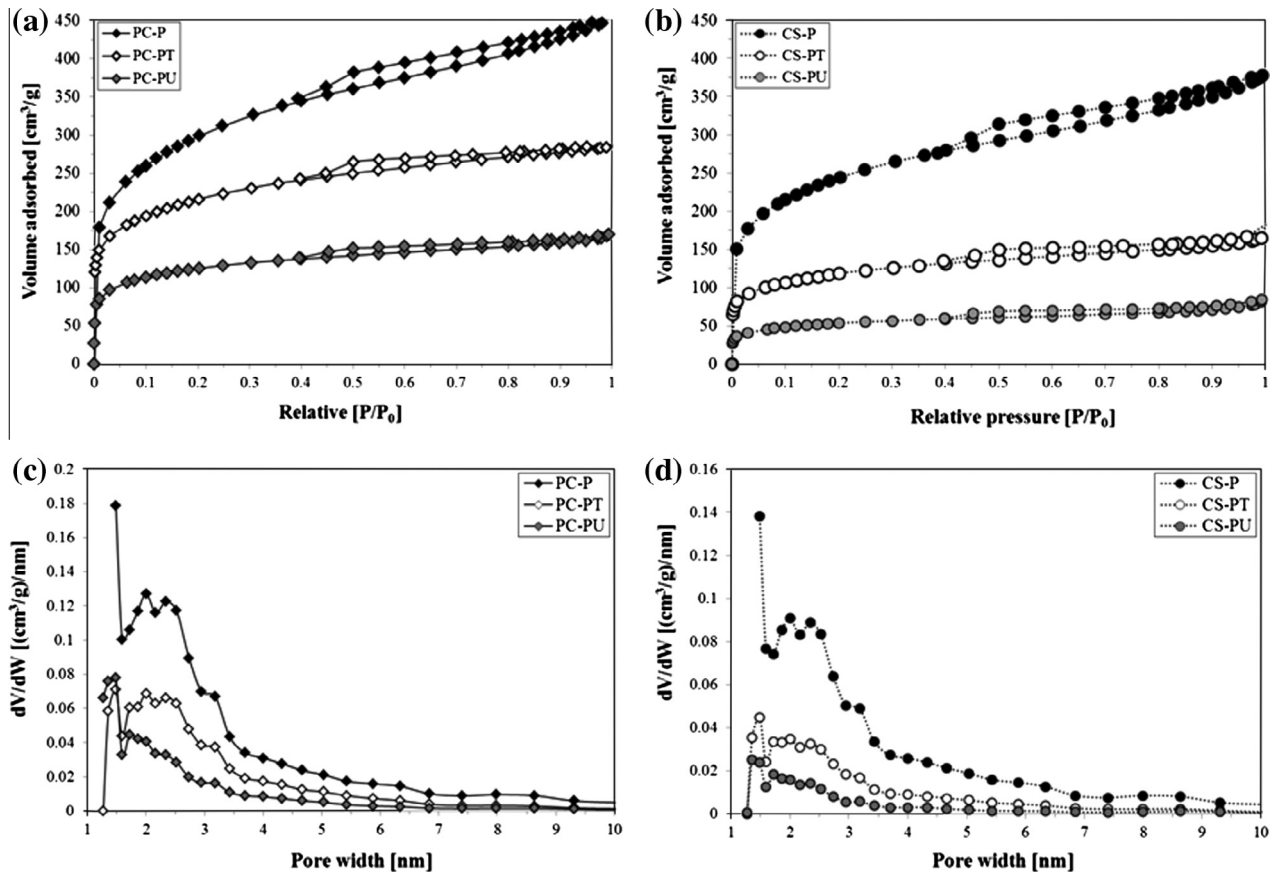 (a)
PC-P
PC-PT
PC-PU
Volume adsorbed [cm³/g]
450
400
350
300
250
200
150
100
50
0
0 0.1 0.2 0.3 0.4 0.5 0.6 0.7 0.8 0.9 1
Relative [P/P₀]
(b)
CS-P
CS-PT
CS-PU
Volume adsorbed [cm³/g]
450
400
350
300
250
200
150
100
50
0
0 0.1 0.2 0.3 0.4 0.5 0.6 0.7 0.8 0.9 1
Relative pressure [P/P₀]
(c)
PC-P
PC-PT
PC-PU
dV/dW [(cm³/g)/nm]
0.2
0.18
0.16
0.14
0.12
0.1
0.08
0.06
0.04
0.02
0
1 2 3 4 5 6 7 8 9 10
Pore width [nm]
(d)
CS-P
CS-PT
CS-PU
dV/dW [(cm³/g)/nm]
0.16
0.14
0.12
0.1
0.08
0.06
0.04
0.02
0
1 2 3 4 5 6 7 8 9 10
Pore width [nm]